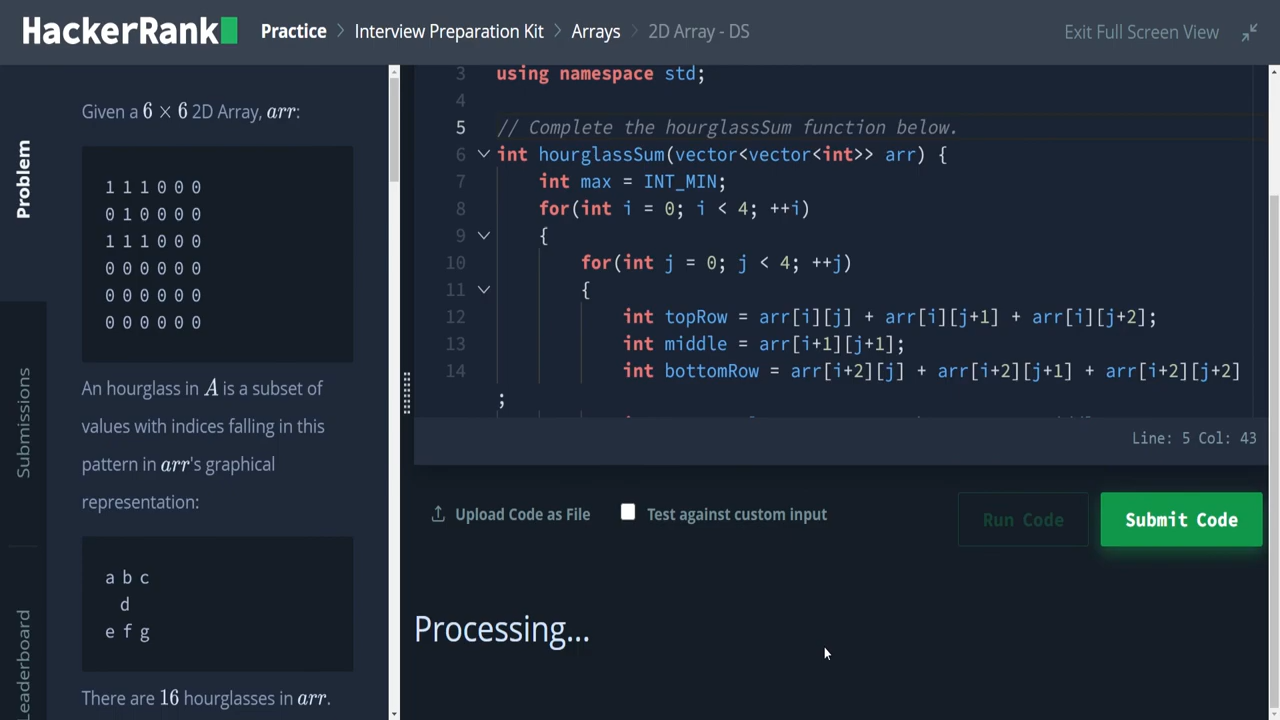 HackerRank
Practice > Interview Preparation Kit > Arrays > 2D Array - DS
Exit Full Screen View
Problem
Submissions
Leaderboard
Given a 6 × 6 2D Array, arr:
1 1 1 0 0 0
0 1 0 0 0 0
1 1 1 0 0 0
0 0 0 0 0 0
0 0 0 0 0 0
0 0 0 0 0 0
An hourglass in A is a subset of
values with indices falling in this
pattern in arr's graphical
representation:
a b c
d
e f g
There are 16 hourglasses in arr.
3 using namespace std;
4
5 // Complete the hourglassSum function below.
6 int hourglassSum(vector<vector<int>> arr) {
7 int max = INT_MIN;
8 for(int i = 0; i < 4; ++i)
9 {
10 for(int j = 0; j < 4; ++j)
11 {
12 int topRow = arr[i][j] + arr[i][j+1] + arr[i][j+2];
13 int middle = arr[i+1][j+1];
14 int bottomRow = arr[i+2][j] + arr[i+2][j+1] + arr[i+2][j+2]
;
Line: 5 Col: 43
Upload Code as File
Test against custom input
Run Code
Submit Code
Processing...